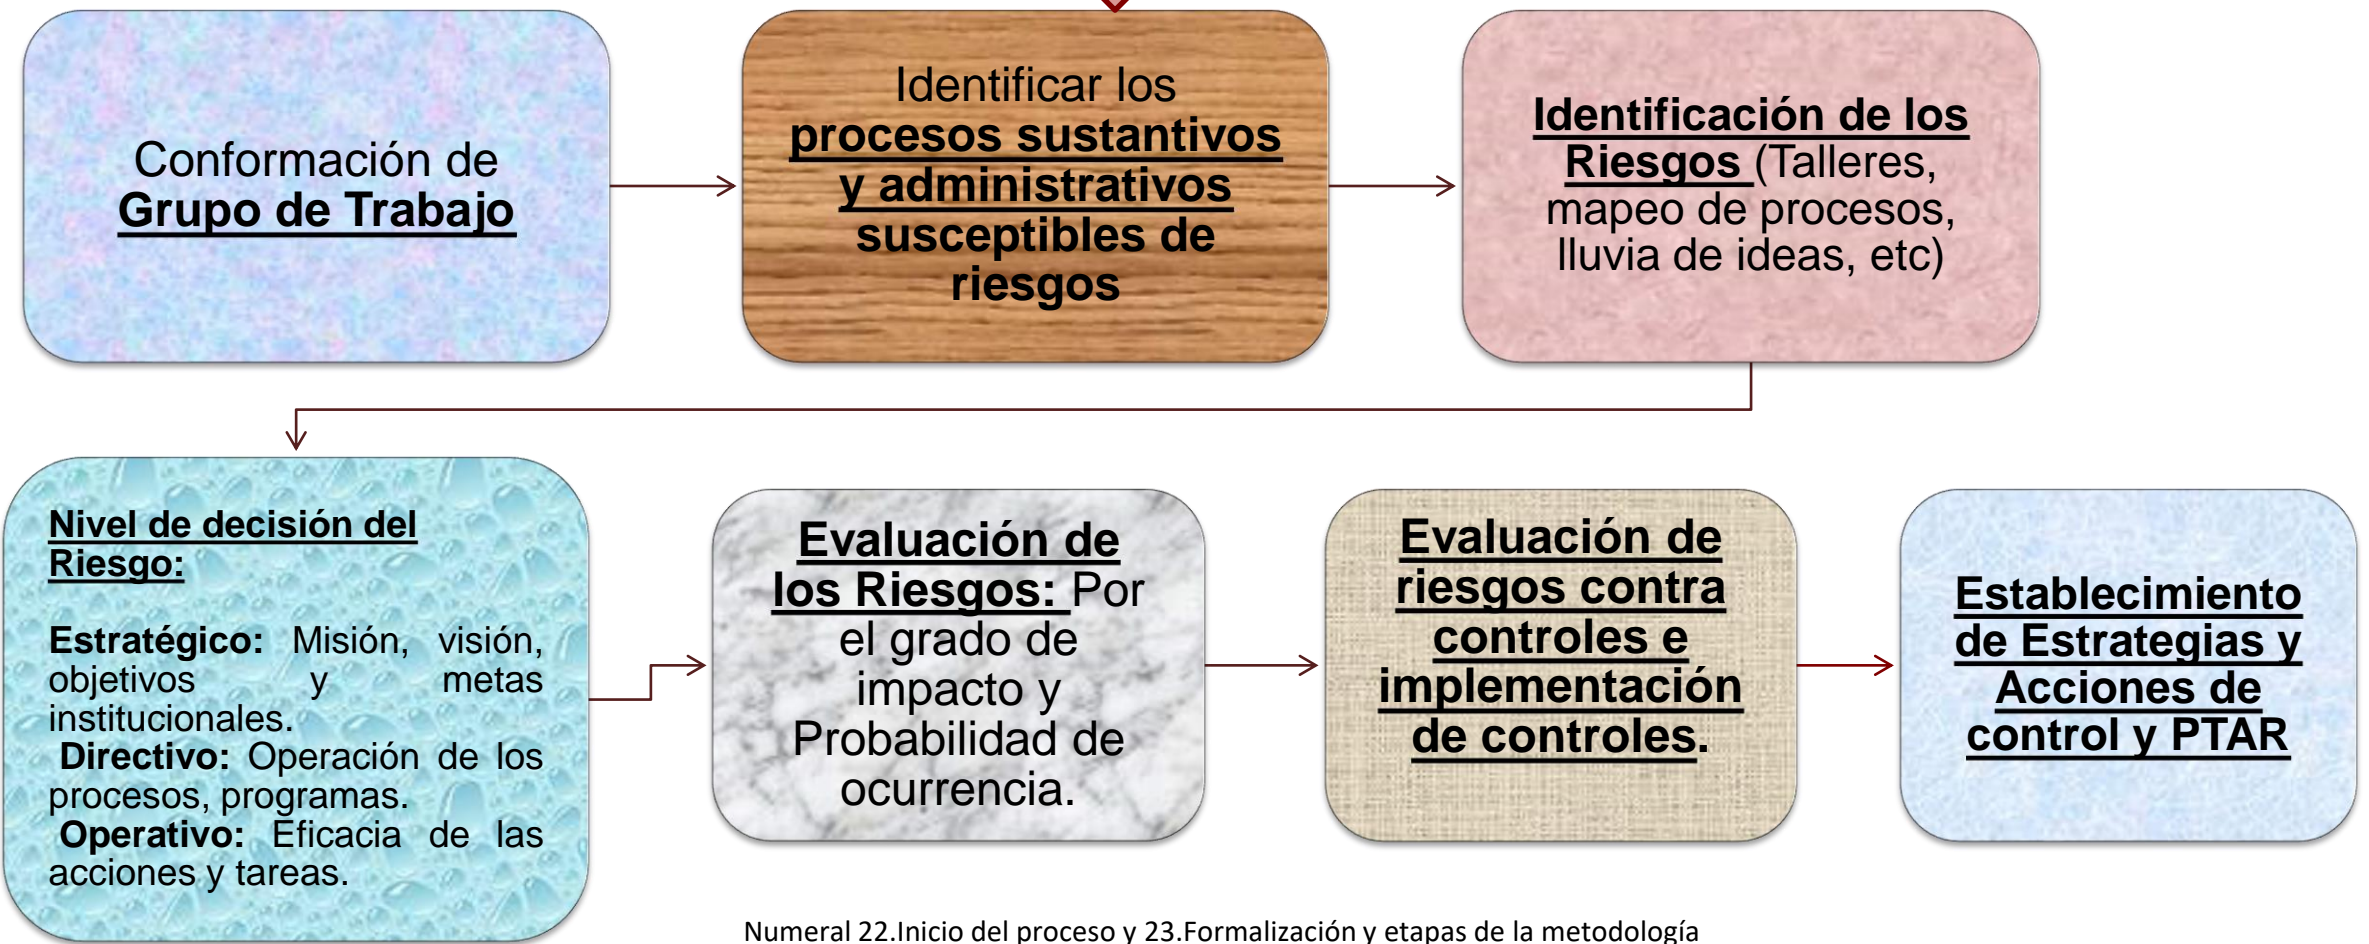 Conformación de
Grupo de Trabajo
Identificar los
procesos sustantivos
y administrativos
susceptibles de
riesgos
Identificación de los
Riesgos (Talleres,
mapeo de procesos,
lluvia de ideas, etc)
Nivel de decisión del
Riesgo:
Estratégico: Misión, visión,
objetivos y metas
institucionales.
Directivo: Operación de los
procesos, programas.
Operativo: Eficacia de las
acciones y tareas.
Evaluación de
los Riesgos: Por
el grado de
impacto y
Probabilidad de
ocurrencia.
Evaluación de
riesgos contra
controles e
implementación
de controles.
Establecimiento
de Estrategias y
Acciones de
control y PTAR
Numeral 22.Inicio del proceso y 23.Formalización y etapas de la metodología